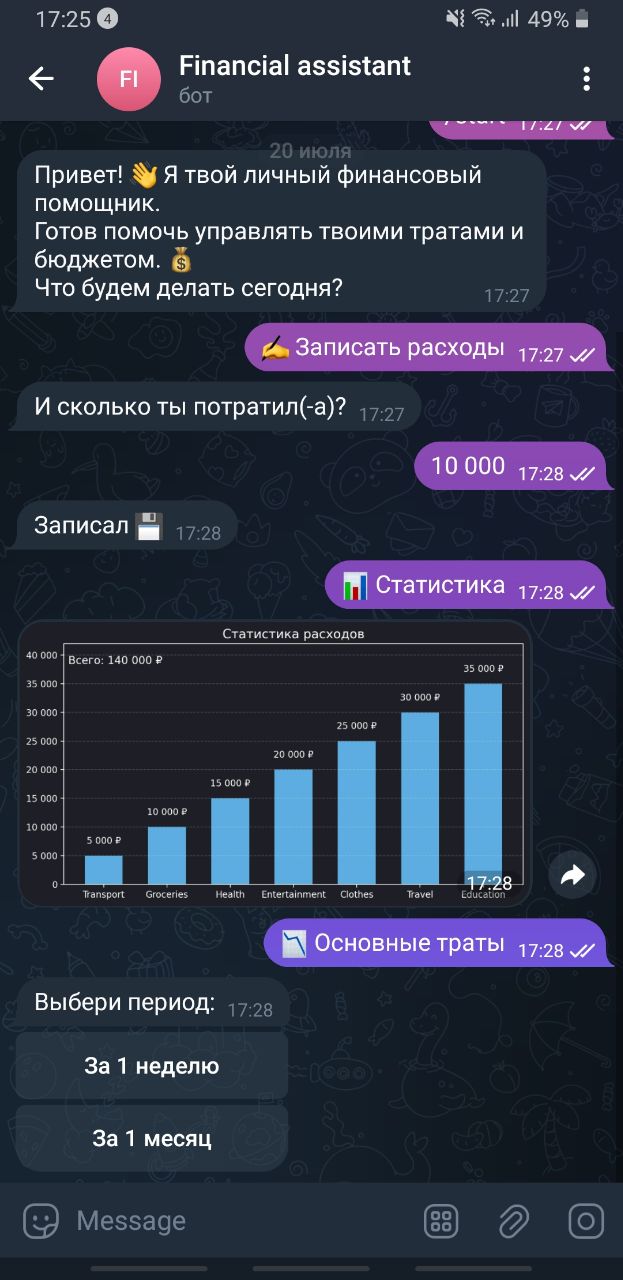 17:25 4 49%
FI
Financial assistant
бот
/start 17:27
20 июля
Привет! 👋 Я твой личный финансовый
помощник.
Готов помочь управлять твоими тратами и
бюджетом. 💰
Что будем делать сегодня? 17:27
✍️ Записать расходы 17:27
И сколько ты потратил(-а)? 17:27
10 000 17:28
Записал 💾 17:28
📊 Статистика 17:28
Статистика расходов
Всего: 140 000 ₽
40 000
35 000
30 000
25 000
20 000
15 000
10 000
5 000
0
5 000 ₽
10 000 ₽
15 000 ₽
20 000 ₽
25 000 ₽
30 000 ₽
35 000 ₽
Transport Groceries Health Entertainment Clothes Travel Education
17:28
📉 Основные траты 17:28
Выбери период: 17:28
За 1 неделю
За 1 месяц
Message